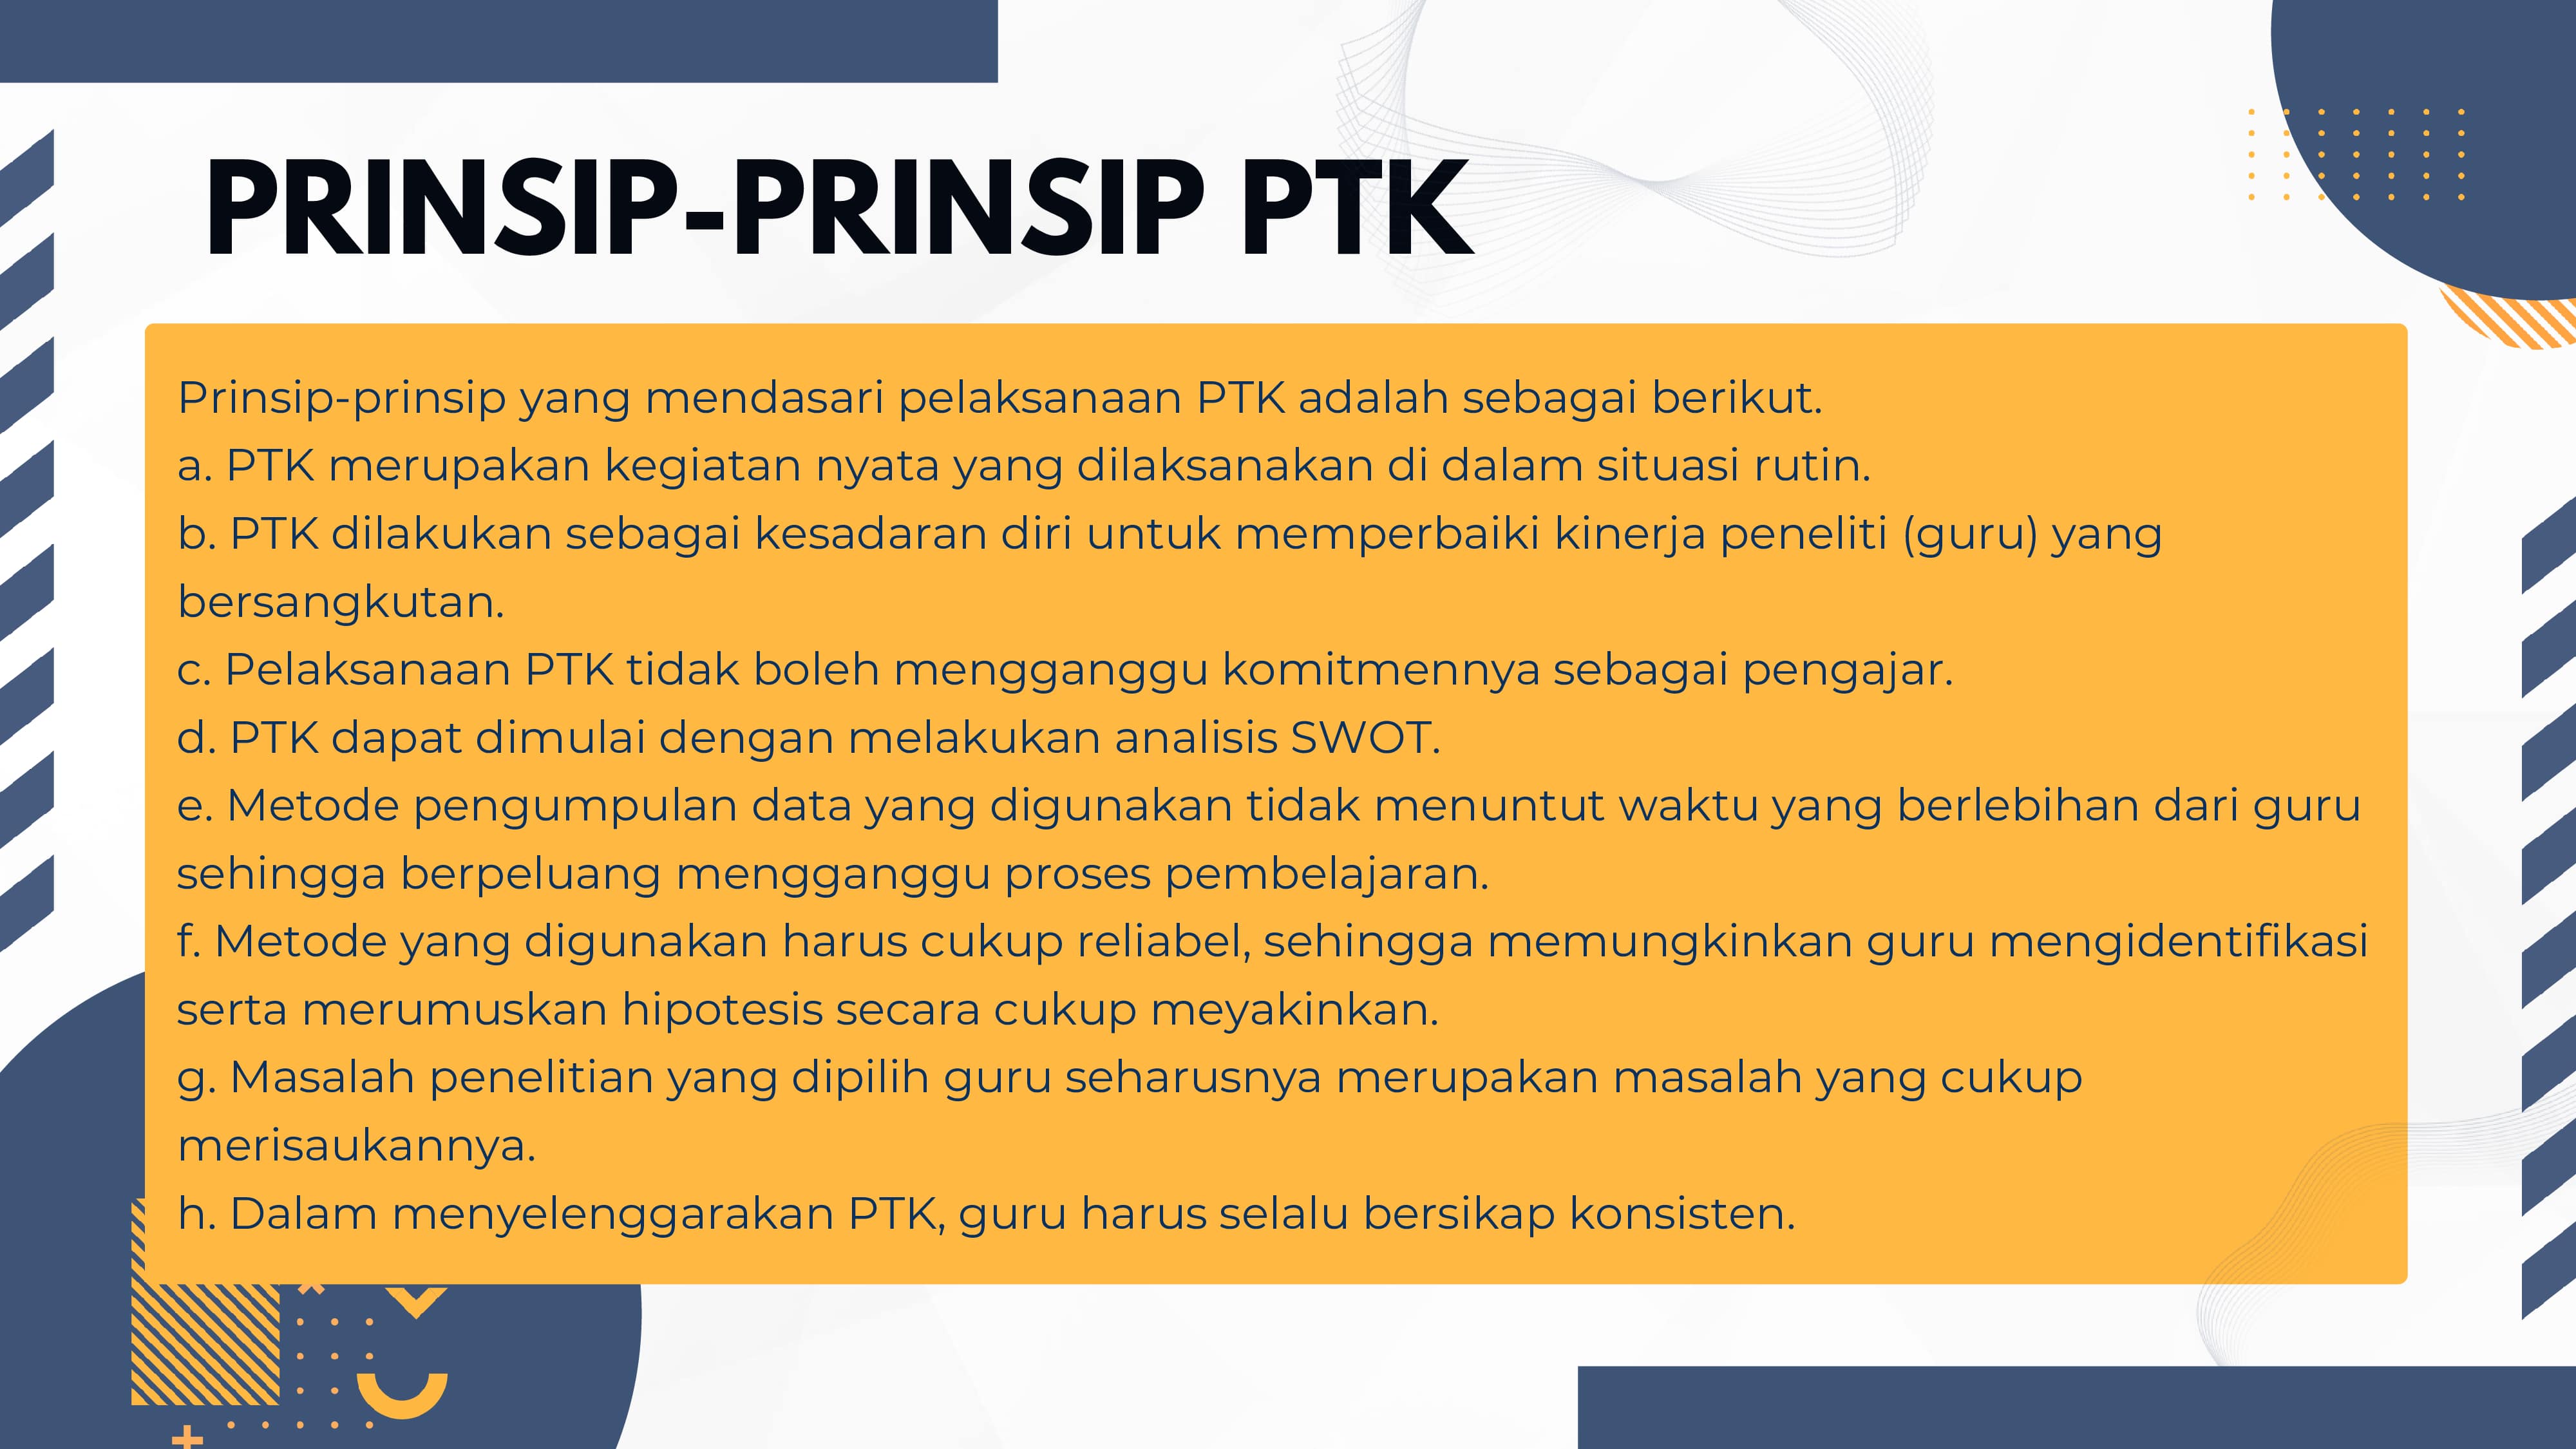 PRINSIP-PRINSIP PTK
Prinsip-prinsip yang mendasari pelaksanaan PTK adalah sebagai berikut.
a. PTK merupakan kegiatan nyata yang dilaksanakan di dalam situasi rutin.
b. PTK dilakukan sebagai kesadaran diri untuk memperbaiki kinerja peneliti (guru) yang
bersangkutan.
c. Pelaksanaan PTK tidak boleh mengganggu komitmennya sebagai pengajar.
d. PTK dapat dimulai dengan melakukan analisis SWOT.
e. Metode pengumpulan data yang digunakan tidak menuntut waktu yang berlebihan dari guru
sehingga berpeluang mengganggu proses pembelajaran.
f. Metode yang digunakan harus cukup reliabel, sehingga memungkinkan guru mengidentifikasi
serta merumuskan hipotesis secara cukup meyakinkan.
g. Masalah penelitian yang dipilih guru seharusnya merupakan masalah yang cukup
merisaukannya.
h. Dalam menyelenggarakan PTK, guru harus selalu bersikap konsisten.